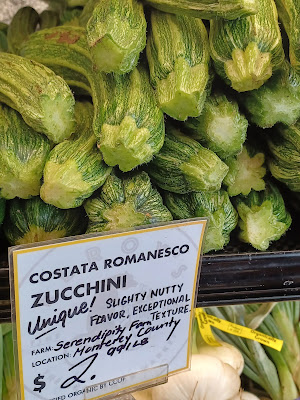 COSTATA ROMANESCO
ZUCCHINI
Unique! SLIGHTY NUTTY
FLAVOR, EXCEPTIONAL
TEXTURE.
FARM: Serendipity Farm
LOCATION: Monterey County
$ 2.99/LB
ORGANIC BY CCOF